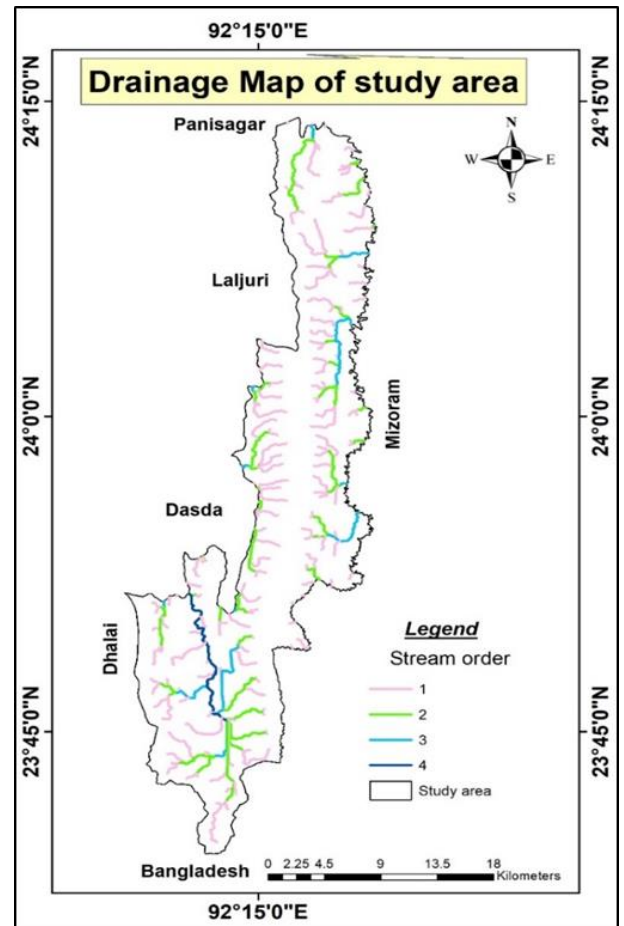 92°15'0"E
Drainage Map of study area
24°15'0"N
24°15'0"N
Panisagar
N
W
E
S
Laljuri
24°0'0"N
Mizoram
24°0'0"N
Dasda
Dhalai
Legend
Stream order
1
2
3
4
Study area
23°45'0"N
23°45'0"N
Bangladesh
0 2.25 4.5 9 13.5 18
Kilometers
92°15'0"E